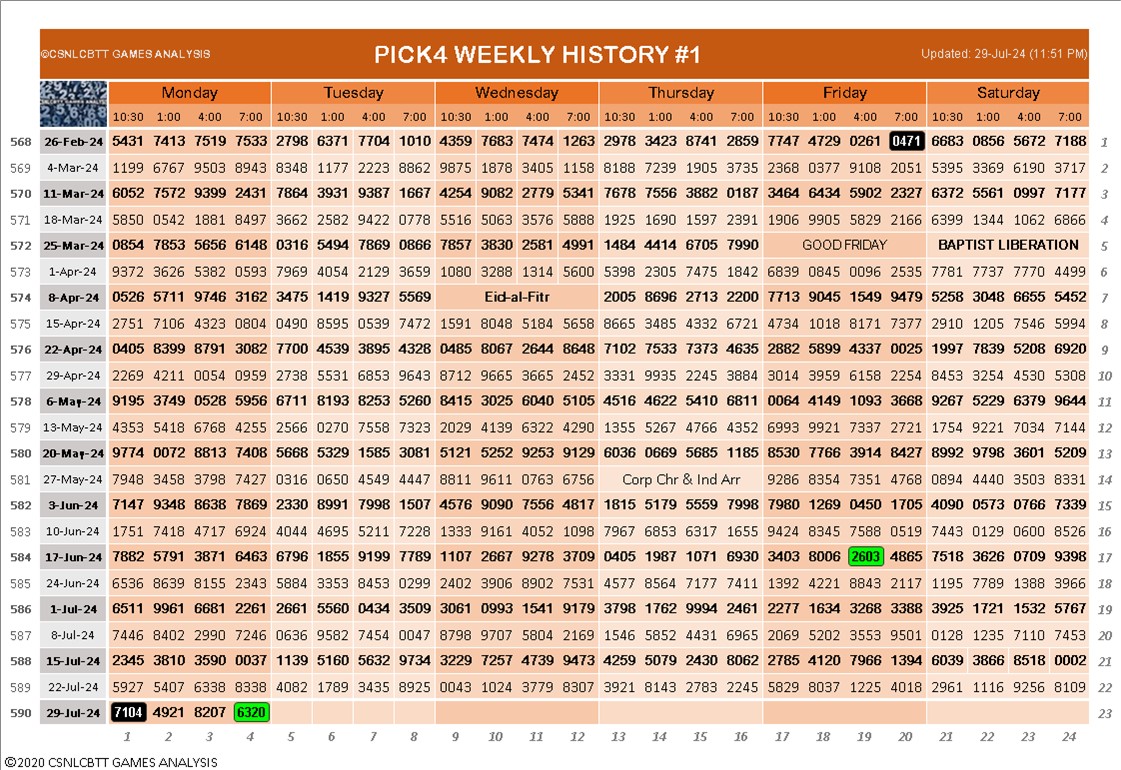 ©CSNLCBTT GAMES ANALYSIS PICK4 WEEKLY HISTORY #1 Updated: 29-Jul-24 (11:51 PM)
Monday Tuesday Wednesday Thursday Friday Saturday
10:30 1:00 4:00 7:00 10:30 1:00 4:00 7:00 10:30 1:00 4:00 7:00 10:30 1:00 4:00 7:00 10:30 1:00 4:00 7:00 10:30 1:00 4:00 7:00
568 26-Feb-24 5431 7413 7519 7533 2798 6371 7704 1010 4359 7683 7474 1263 2978 3423 8741 2859 7747 4729 0261 0471 6683 0856 5672 7188 1
569 4-Mar-24 1199 6767 9503 8943 8348 1177 2223 8862 9875 1878 3405 1158 8188 7239 1905 3735 2368 0377 9108 2051 5395 3369 6190 3717 2
570 11-Mar-24 6052 7572 9399 2431 7864 3931 9387 1667 4254 9082 2779 5341 7678 7556 3882 0187 3464 6434 5902 2327 6372 5561 0997 7177 3
571 18-Mar-24 5850 0542 1881 8497 3662 2582 9422 0778 5516 5063 3576 5888 1925 1690 1597 2391 1906 9905 5829 2166 6399 1344 1062 6866 4
572 25-Mar-24 0854 7853 5656 6148 0316 5494 7869 0866 7857 3830 2581 4991 1484 4414 6705 7990 GOOD FRIDAY BAPTIST LIBERATION 5
573 1-Apr-24 9372 3626 5382 0593 7969 4054 2129 3659 1080 3288 1314 5600 5398 2305 7475 1842 6839 0845 0096 2535 7781 7737 7770 4499 6
574 8-Apr-24 0526 5711 9746 3162 3475 1419 9327 5569 Eid-al-Fitr 2005 8696 2713 2200 7713 9045 1549 9479 5258 3048 6655 5452 7
575 15-Apr-24 2751 7106 4323 0804 0490 8595 0539 7472 1591 8048 5184 5658 8665 3485 4332 6721 4734 1018 8171 7377 2910 1205 7546 5994 8
576 22-Apr-24 0405 8399 8791 3082 7700 4539 3895 4328 0485 8067 2644 8648 7102 7533 7373 4635 2882 5899 4337 0025 1997 7839 5208 6920 9
577 29-Apr-24 2269 4211 0054 0959 2738 5531 6853 9643 8712 9665 3665 2452 3331 9935 2245 3884 3014 3959 6158 2254 8453 3254 4530 5308 10
578 6-May-24 9195 3749 0528 5956 6711 8193 8253 5260 8415 3025 6040 5105 4516 4622 5410 6811 0064 4149 1093 3668 9267 5229 6379 9644 11
579 13-May-24 4353 5418 6768 4255 2566 0270 7558 7323 2029 4139 6322 4290 1355 5267 4766 4352 6993 9921 7337 2721 1754 9221 7034 7144 12
580 20-May-24 9774 0072 8813 7408 5668 5329 1585 3081 5121 5252 9253 9129 6036 0669 5685 1185 8530 7766 3914 8427 8992 9798 3601 5209 13
581 27-May-24 7948 3458 3798 7427 0316 0650 4549 4447 8811 9611 0763 6756 Corp Chr & Ind Arr 9286 8354 7351 4768 0894 4440 3503 8331 14
582 3-Jun-24 7147 9348 8638 7869 2330 8991 7998 1507 4576 9090 7556 4817 1815 5179 5559 7998 7980 1269 0450 1705 4090 0573 0766 7339 15
583 10-Jun-24 1751 7418 4717 6924 4044 4695 5211 7228 1333 9161 4052 1098 7967 6853 6317 1655 9424 8345 7588 0519 7443 0129 0600 8526 16
584 17-Jun-24 7882 5791 3871 6463 6796 1855 9199 7789 1107 2667 9278 3709 0405 1987 1071 6930 3403 8006 2603 4865 7518 3626 0709 9398 17
585 24-Jun-24 6536 8639 8155 2343 5884 3353 8453 0299 2402 3906 8902 7531 4577 8564 7177 7411 1392 4221 8843 2117 1195 7789 1388 3966 18
586 1-Jul-24 6511 9961 6681 2261 2661 5560 0434 3509 3061 0993 1541 9179 3798 1762 9994 2461 2277 1634 3268 3388 3925 1721 1532 5767 19
587 8-Jul-24 7446 8402 2990 7246 0636 9582 7454 0047 8798 9707 5804 2169 1546 5852 4431 6965 2069 5202 3553 9501 0128 1235 7110 7453 20
588 15-Jul-24 2345 3810 3590 0037 1139 5160 5632 9734 3229 7257 4739 9473 4259 5079 2430 8062 2785 4120 7966 1394 6039 3866 8518 0002 21
589 22-Jul-24 5927 5407 6338 8338 4082 1789 3435 8925 0043 1024 3779 8307 3921 8143 2783 2245 5829 8037 1225 4018 2961 1116 9256 8109 22
590 29-Jul-24 7104 4921 8207 6320 23
1 2 3 4 5 6 7 8 9 10 11 12 13 14 15 16 17 18 19 20 21 22 23 24
©2020 CSNLCBTT GAMES ANALYSIS